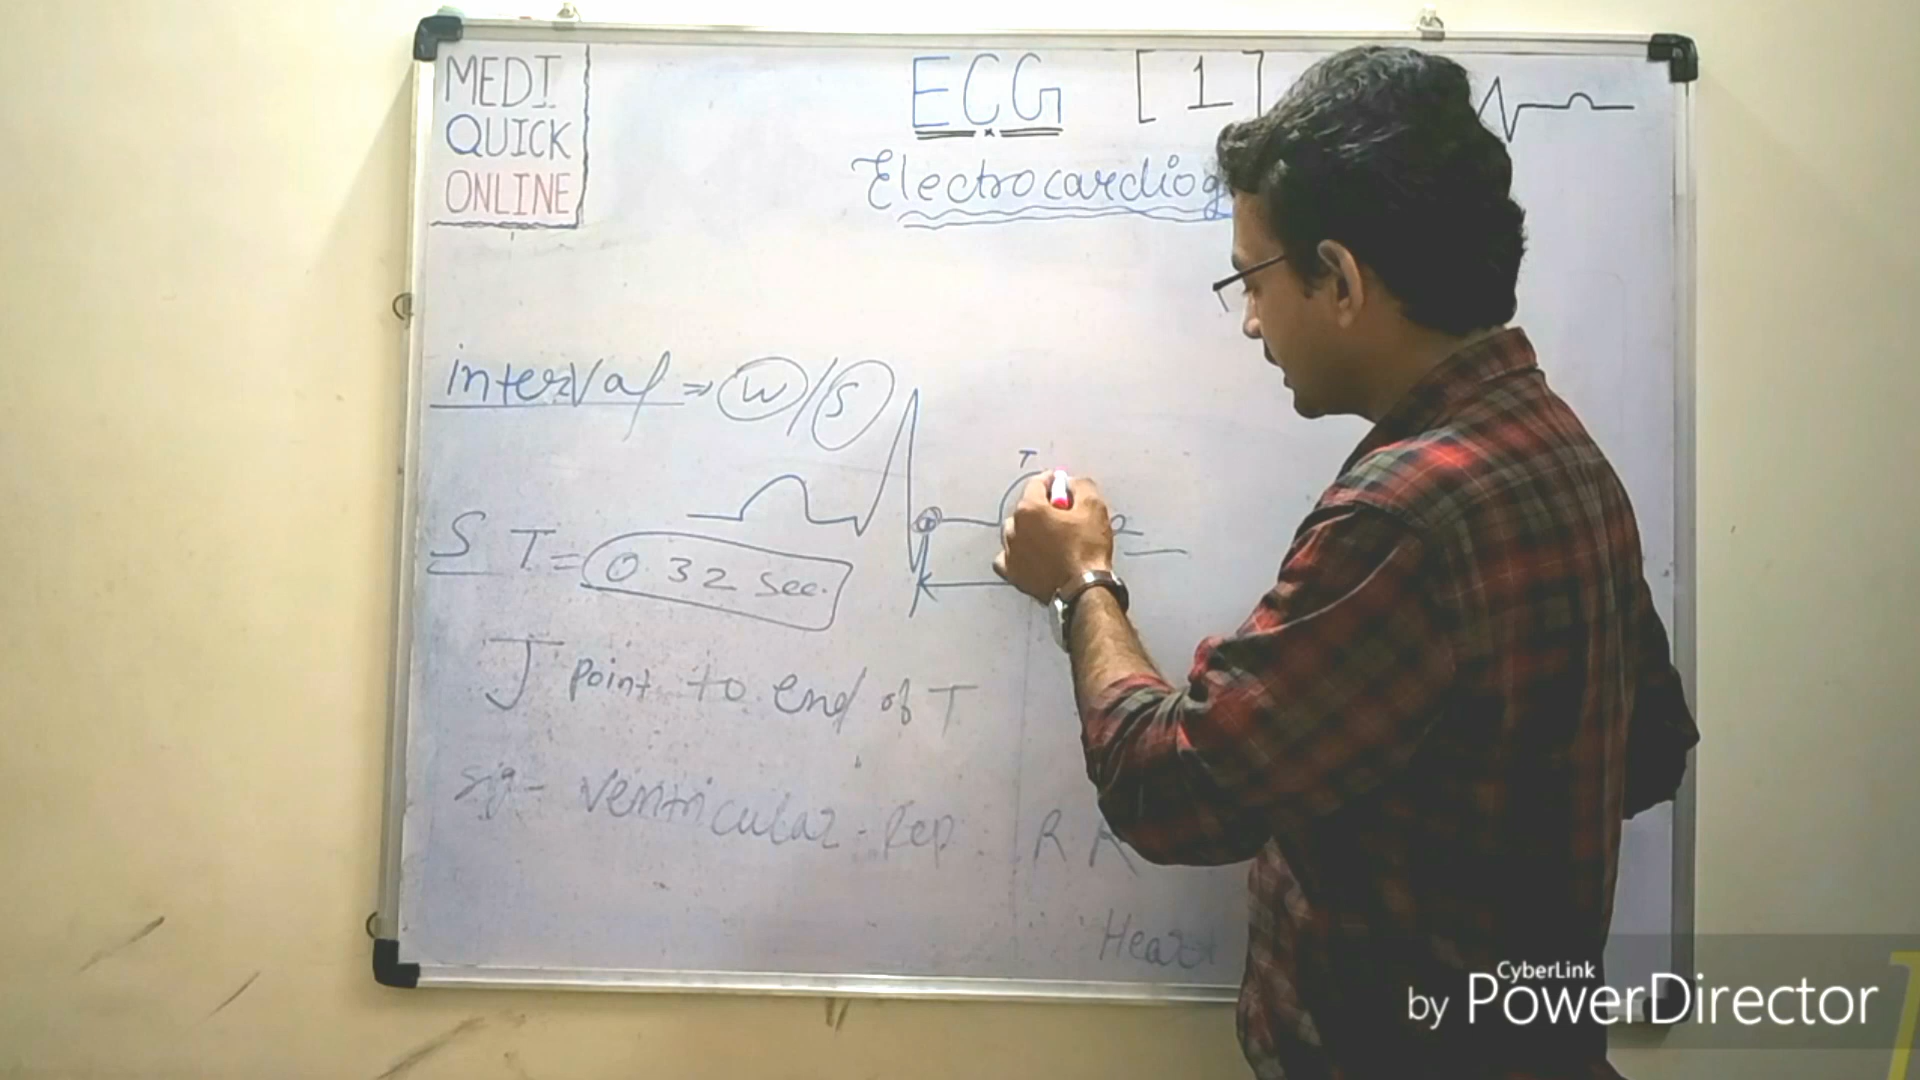 MEDI
QUICK
ONLINE
ECG [1]
Electrocardiog
interval => W/S
T
S T = 0.32 sec.
J point to end of T
sig- ventricular. Rep. R R
Heart
CyberLink
by PowerDirector